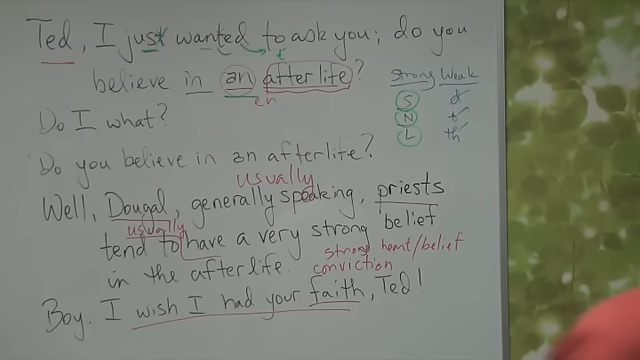 Ted, I just wanted to ask you; do you
t
believe in an afterlife?
en
Strong Weak
S d
N t
L th
Do I what?
Do you believe in an afterlife?
usually
Well, Dougal, generally speaking, priests
usually
tend to have a very strong belief
strong heart/belief
in the afterlife. conviction
Boy. I wish I had your faith, Ted!